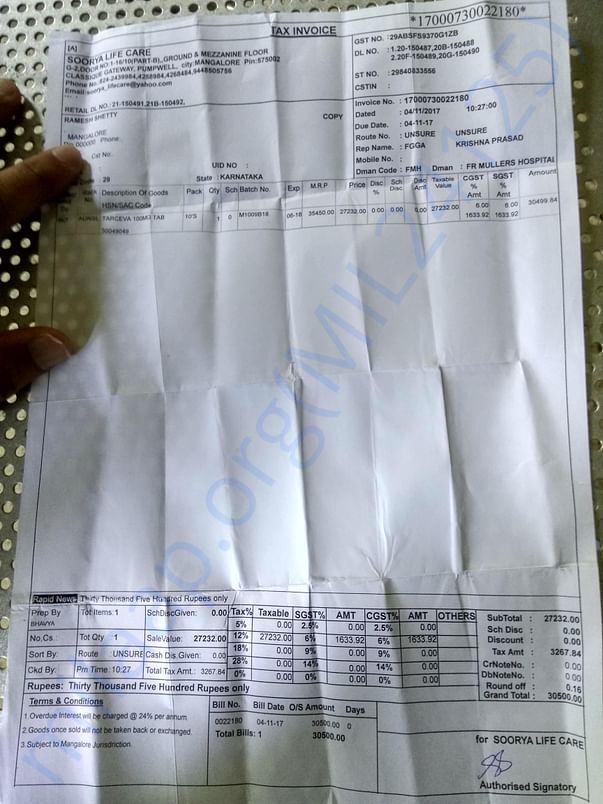 TAX INVOICE
*17000730022180*
[A]
SOORYA LIFE CARE
G-2,DOOR NO:1-16/10(PART-B),GROUND & MEZZANINE FLOOR
CLASSIQUE GATEWAY, PUMPWELL, city:MANGALORE Pin:575002
Phone No:824-2439984,4258984,4268484,9448505756
Email:soorya_lifecare@yahoo.com
GST NO. : 29ABSFS9370G1ZB
DL NO. : 1.20-150487,20B-150488
2.20F-150489,20G-150490
ST NO. : 29840833556
CSTIN :
RETAIL DL NO.: 21-150491,21B-150492,
RAMESH SHETTY
COPY
MANGALORE
Pin 000000 Phone:
Cst No:
UID NO :
: 29 State : KARNATAKA
Invoice No. : 17000730022180
Dated : 04/11/2017 10:27:00
Due Date. : 04-11-17
Route No. : UNSURE UNSURE
Rep Name. : FGGA KRISHNA PRASAD
Mobile No. :
Dman Code : FMH Dman : FR MULLERS HOSPITAL
Description Of Goods Pack Qty Sch Batch No. Exp M.R.P Price Disc % Sch Disc Disc Amt Taxable Value CGST % Amt SGST % Amt Amount
HSN/SAC Code
TARGEVA 100MG TAB 10'S 1 0 M1009B18 06-18 35450.00 27232.00 0.00 0.00 0.00 27232.00 6.00 6.00 30499.84
30049049 1633.92 1633.92
Rapid News Thirty Thousand Five Hundred Rupees only
Prep By Tot Items: 1 SchDiscGiven: 0.00 Tax% Taxable SGST% AMT CGST% AMT OTHERS
BHAVYA 5% 0.00 2.5% 0.00 2.5% 0.00
No,Cs. Tot Qty 1 SaleValue: 27232.00 12% 27232.00 6% 1633.92 6% 1633.92
18% 0.00 9% 0.00 9% 0.00
Sort By: Route : UNSURE Cash Dis.Given: 0.00 28% 0.00 14% 0.00 14% 0.00
Ckd By: Prn Time: 10:27 Total Tax Amt.: 3267.84 0% 0.00 0% 0.00 0% 0.00
SubTotal : 27232.00
Sch Disc : 0.00
Discount : 0.00
Tax Amt : 3267.84
CrNoteNo. : 0.00
DbNoteNo. : 0.00
Round off : 0.16
Grand Total : 30500.00
Rupees: Thirty Thousand Five Hundred Rupees only
Terms & Conditions
1.Overdue Interest will be charged @ 24% per annum
2.Goods once sold will not be taken back or exchanged.
3.Subject to Mangalore Jurisdriction.
Bill No. Bill Date O/S Amount Days
0022180 04-11-17 30500.00 0
Total Bills: 1 30500.00
for SOORYA LIFE CARE
Authorised Signatory